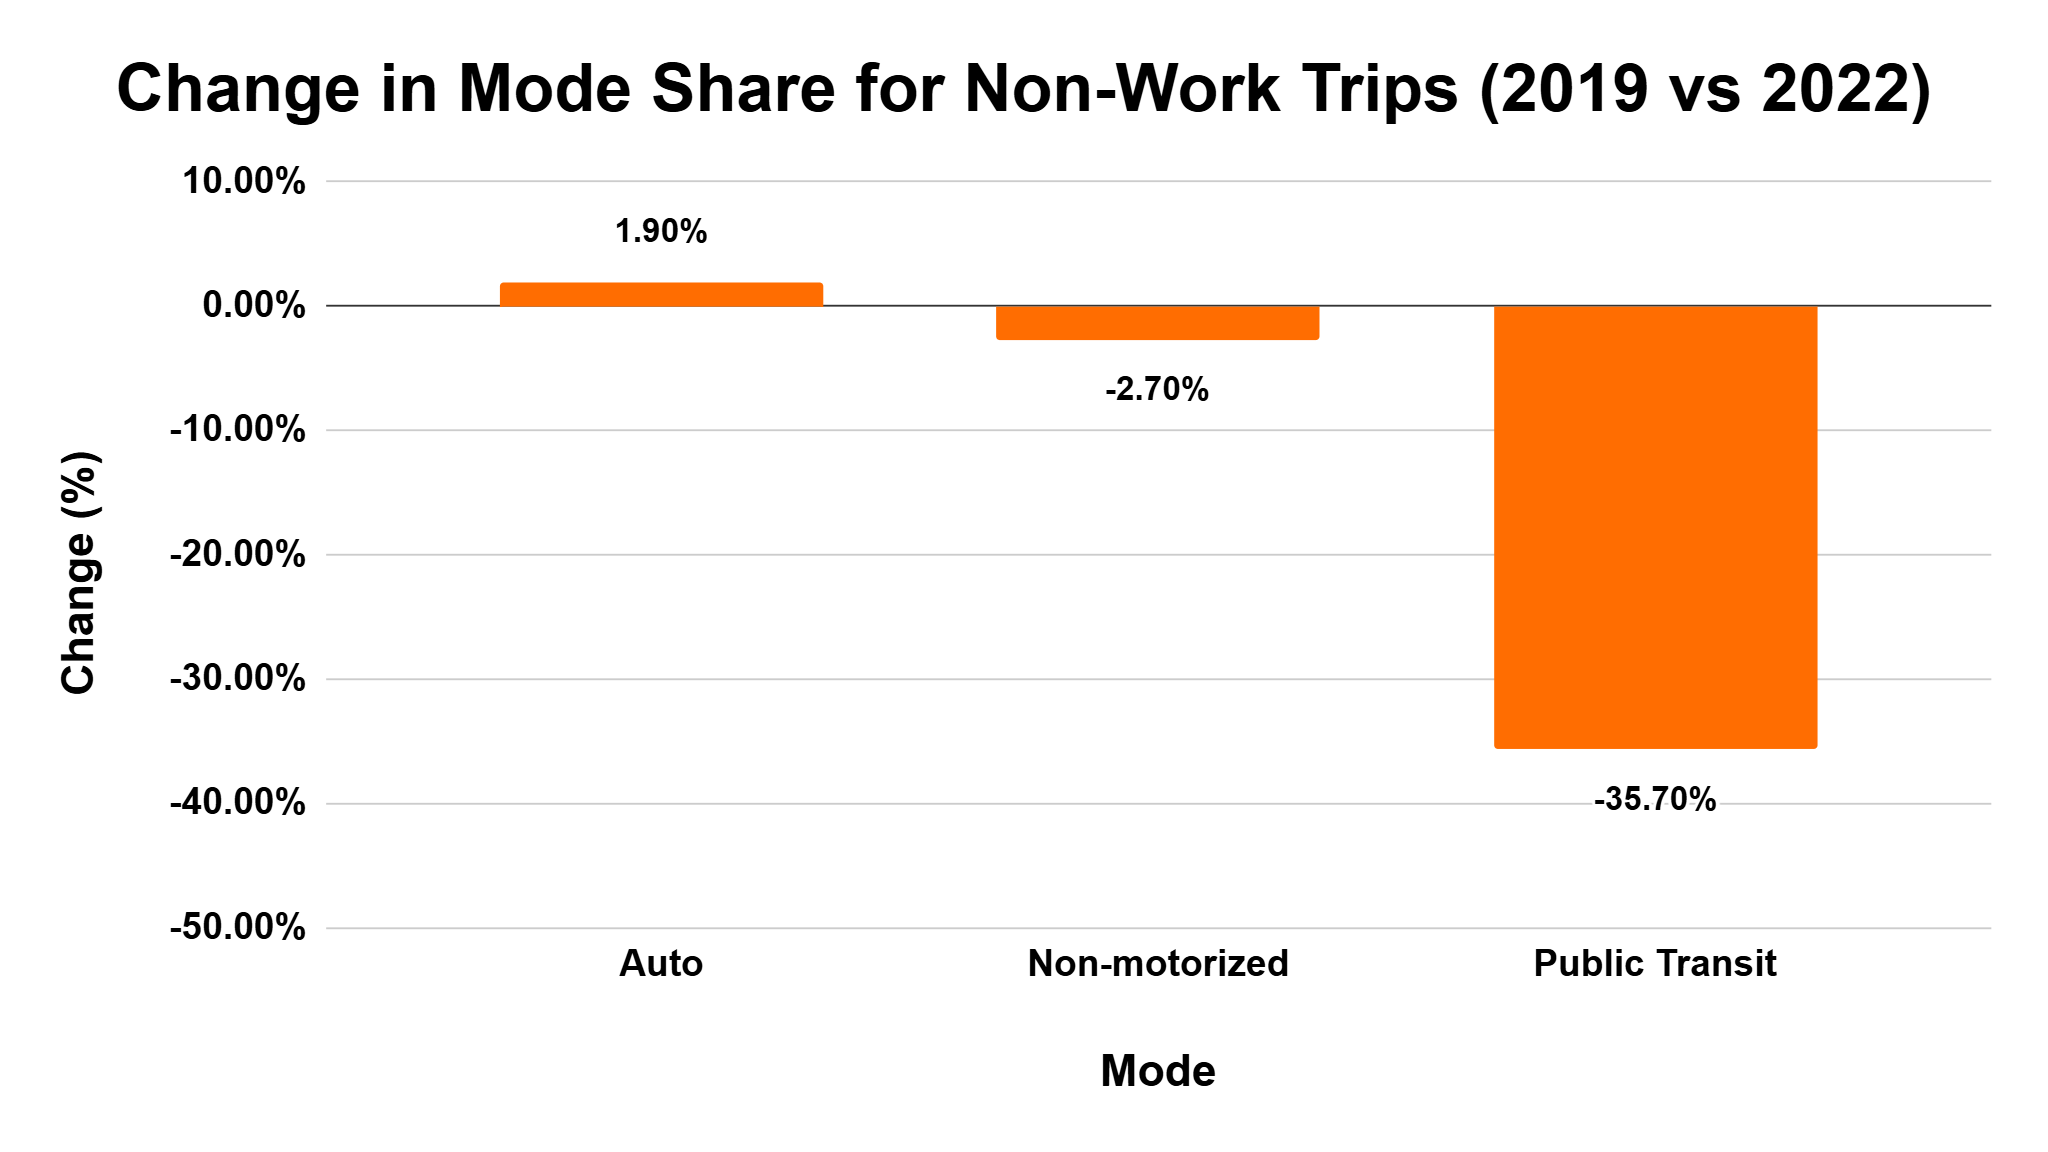 Change in Mode Share for Non-Work Trips (2019 vs 2022)
10.00%
1.90%
0.00%
-2.70%
-10.00%
Change (%)
-20.00%
-30.00%
-40.00%
-35.70%
-50.00%
Auto
Non-motorized
Public Transit
Mode